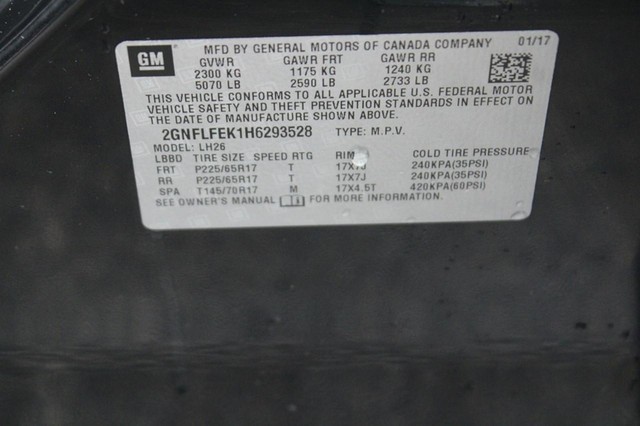 GM
MFD BY GENERAL MOTORS OF CANADA COMPANY 01/17
GVWR GAWR FRT GAWR RR
2300 KG 1175 KG 1240 KG
5070 LB 2590 LB 2733 LB
THIS VEHICLE CONFORMS TO ALL APPLICABLE U.S. FEDERAL MOTOR
VEHICLE SAFETY AND THEFT PREVENTION STANDARDS IN EFFECT ON
THE DATE OF MANUFACTURE SHOWN ABOVE.
2GNFLFEK1H6293528 TYPE: M.P.V.
MODEL: LH26
LBBD TIRE SIZE SPEED RTG RIM COLD TIRE PRESSURE
FRT P225/65R17 T 17X7J 240KPA(35PSI)
RR P225/65R17 T 17X7J 240KPA(35PSI)
SPA T145/70R17 M 17X4.5T 420KPA(60PSI)
SEE OWNER'S MANUAL FOR MORE INFORMATION.